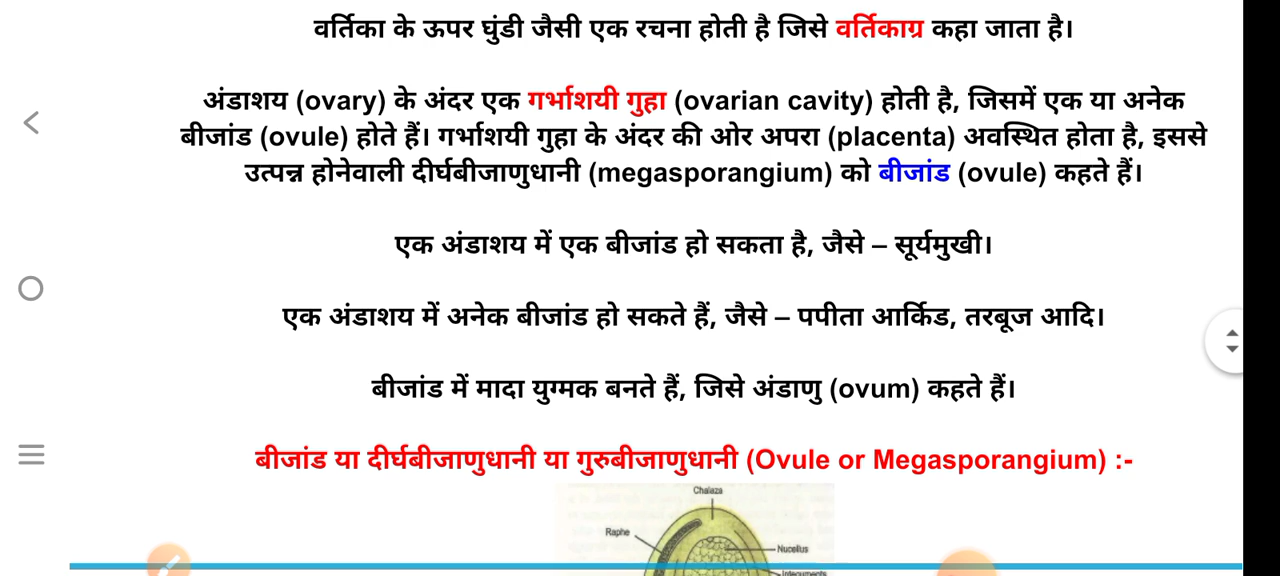 वर्तिका के ऊपर घुंडी जैसी एक रचना होती है जिसे वर्तिकाग्र कहा जाता है।
अंडाशय (ovary) के अंदर एक गर्भाशयी गुहा (ovarian cavity) होती है, जिसमें एक या अनेक
बीजांड (ovule) होते हैं। गर्भाशयी गुहा के अंदर की ओर अपरा (placenta) अवस्थित होता है, इससे
उत्पन्न होनेवाली दीर्घबीजाणुधानी (megasporangium) को बीजांड (ovule) कहते हैं।
एक अंडाशय में एक बीजांड हो सकता है, जैसे – सूर्यमुखी।
एक अंडाशय में अनेक बीजांड हो सकते हैं, जैसे – पपीता आर्किड, तरबूज आदि।
बीजांड में मादा युग्मक बनते हैं, जिसे अंडाणु (ovum) कहते हैं।
बीजांड या दीर्घबीजाणुधानी या गुरुबीजाणुधानी (Ovule or Megasporangium) :-
Chalaza
Raphe
Nucellus
Integuments